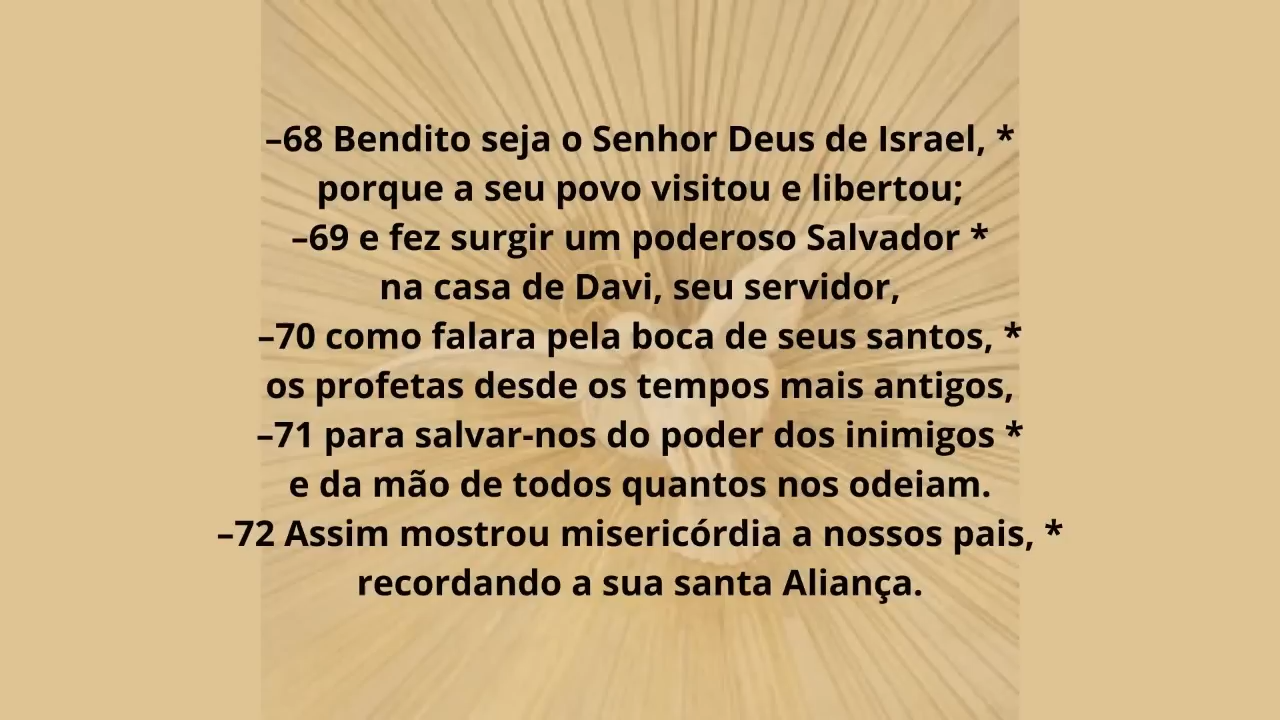 –68 Bendito seja o Senhor Deus de Israel, *
porque a seu povo visitou e libertou;
–69 e fez surgir um poderoso Salvador *
na casa de Davi, seu servidor,
–70 como falara pela boca de seus santos, *
os profetas desde os tempos mais antigos,
–71 para salvar-nos do poder dos inimigos *
e da mão de todos quantos nos odeiam.
–72 Assim mostrou misericórdia a nossos pais, *
recordando a sua santa Aliança.